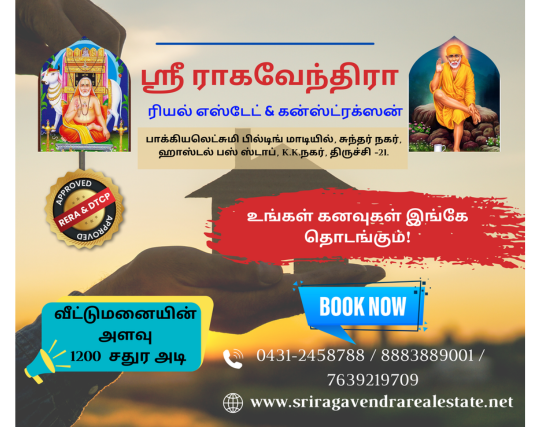 ஸ்ரீ ராகவேந்திரா
ரியல் எஸ்டேட் & கன்ஸ்ட்ரக்ஸன்
பாக்கியலெட்சுமி பில்டிங் மாடியில், சுந்தர் நகர்,
ஹாஸ்டல் பஸ் ஸ்டாப், K.K.நகர், திருச்சி -21.
APPROVED
RERA & DTCP
APPROVED
உங்கள் கனவுகள் இங்கே
தொடங்கும்!
BOOK NOW
வீட்டுமனையின்
அளவு
1200 சதுர அடி
0431-2458788 / 8883889001 /
7639219709
www.sriragavendrarealestate.net